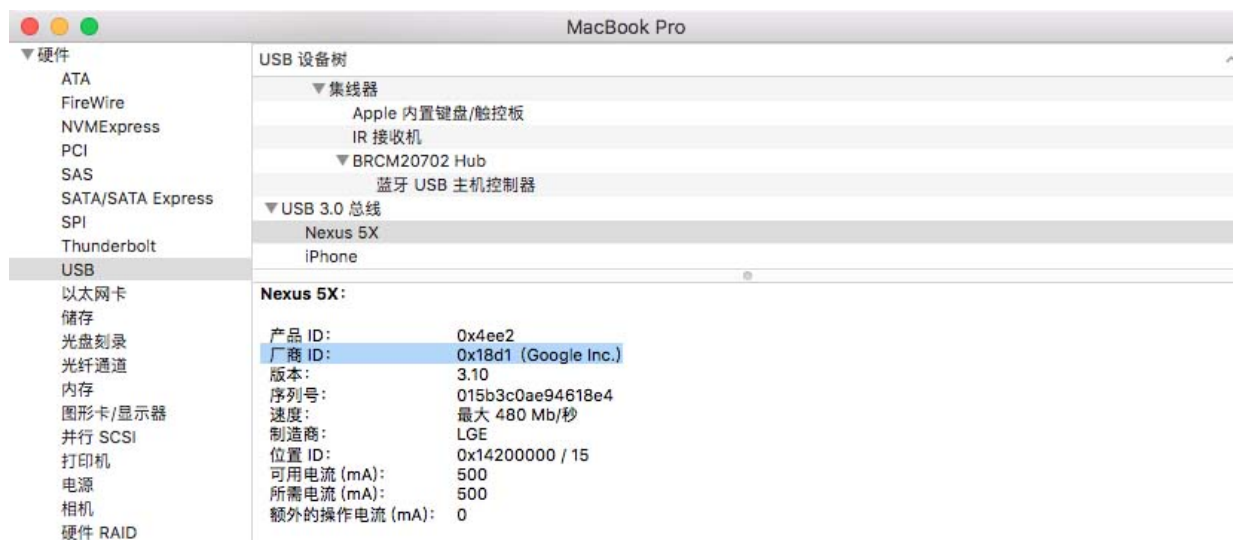 MacBook Pro
硬件
ATA
FireWire
NVMExpress
PCI
SAS
SATA/SATA Express
SPI
Thunderbolt
USB
以太网卡
储存
光盘刻录
光纤通道
内存
图形卡/显示器
并行 SCSI
打印机
电源
相机
硬件 RAID
USB 设备树
集线器
Apple 内置键盘/触控板
IR 接收机
BRCM20702 Hub
蓝牙 USB 主机控制器
USB 3.0 总线
Nexus 5X
iPhone
Nexus 5X：
产品 ID： 0x4ee2
厂商 ID： 0x18d1（Google Inc.）
版本： 3.10
序列号： 015b3c0ae94618e4
速度： 最大 480 Mb/秒
制造商： LGE
位置 ID： 0x14200000 / 15
可用电流 (mA)： 500
所需电流 (mA)： 500
额外的操作电流 (mA)： 0